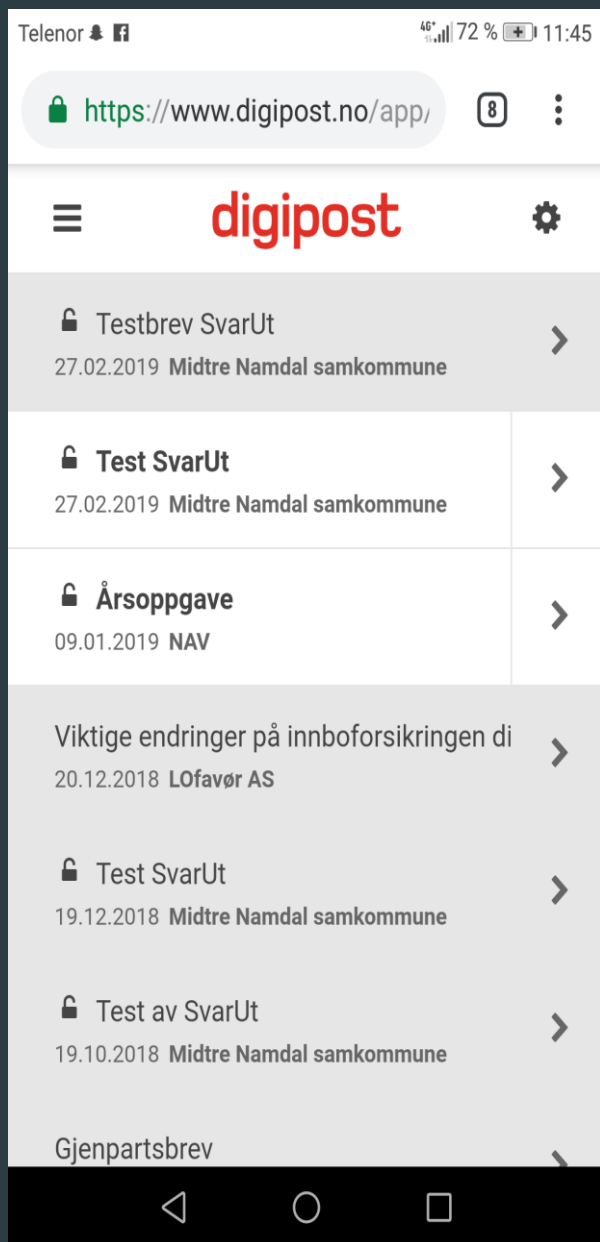 Telenor 4G+ 72 % 11:45
https://www.digipost.no/app/ 8
digipost
Testbrev SvarUt
27.02.2019 Midtre Namdal samkommune
Test SvarUt
27.02.2019 Midtre Namdal samkommune
Årsoppgave
09.01.2019 NAV
Viktige endringer på innboforsikringen di
20.12.2018 LOfavør AS
Test SvarUt
19.12.2018 Midtre Namdal samkommune
Test av SvarUt
19.10.2018 Midtre Namdal samkommune
Gjenpartsbrev